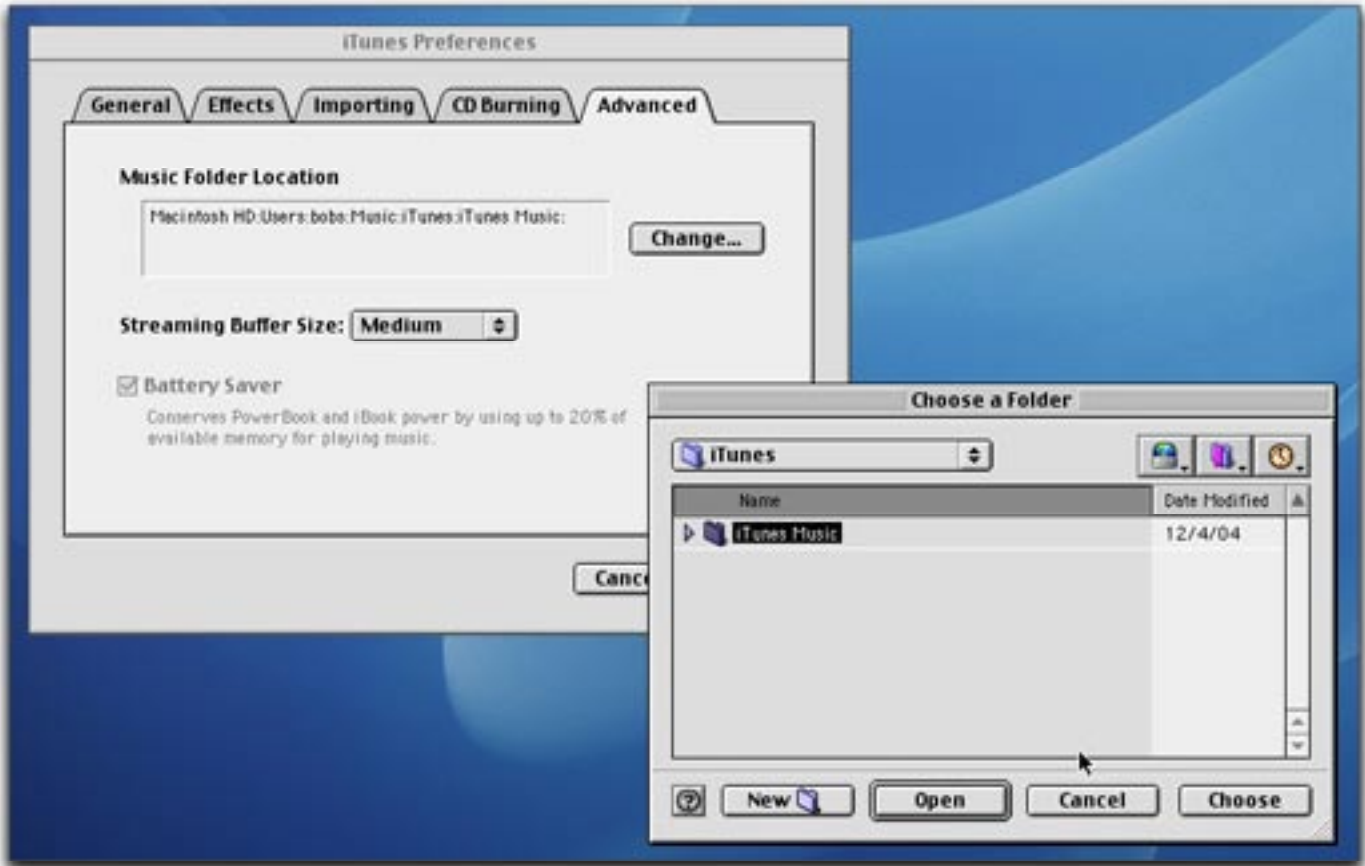 iTunes Preferences
General Effects Importing CD Burning Advanced
Music Folder Location
Macintosh HD:Users:bobs:Music:iTunes:iTunes Music:
Change...
Streaming Buffer Size: Medium
Battery Saver
Conserves PowerBook and iBook power by using up to 20% of
available memory for playing music.
Choose a Folder
iTunes
Name Date Modified
iTunes Music 12/4/04
Cance
New Open Cancel Choose